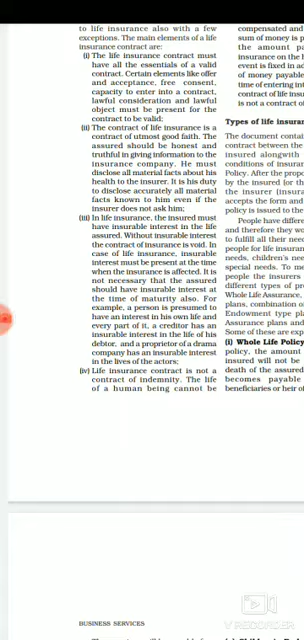 to life insurance also with a few
exceptions. The main elements of a life
insurance contract are:
(i) The life insurance contract must
have all the essentials of a valid
contract. Certain elements like offer
and acceptance, free consent,
capacity to enter into a contract,
lawful consideration and lawful
object must be present for the
contract to be valid;
(ii) The contract of life insurance is a
contract of utmost good faith. The
assured should be honest and
truthful in giving information to the
insurance company. He must
disclose all material facts about his
health to the insurer. It is his duty
to disclose accurately all material
facts known to him even if the
insurer does not ask him;
(iii) In life insurance, the insured must
have insurable interest in the life
assured. Without insurable interest
the contract of insurance is void. In
case of life insurance, insurable
interest must be present at the time
when the insurance is affected. It is
not necessary that the assured
should have insurable interest at
the time of maturity also. For
example, a person is presumed to
have an interest in his own life and
every part of it, a creditor has an
insurable interest in the life of his
debtor, and a proprietor of a drama
company has an insurable interest
in the lives of the actors;
(iv) Life insurance contract is not a
contract of indemnity. The life
of a human being cannot be
compensated and
sum of money is p
the amount pa
insurance on the h
event is fixed in ad
of money payable
time of entering int
contract of life insu
is not a contract of
Types of life insuran
The document contai
contract between the
insured alongwith
conditions of insuran
Policy. After the propo
by the insured (or th
the insurer (insura
accepts the form and
policy is issued to the
People have differe
and therefore they wo
to fulfill all their need
people for life insuran
needs, children's nee
special needs. To me
people the insurers
different types of pr
Whole Life Assurance,
plans, combination of
Endowment type pla
Assurance plans and
Some of these are exp
(i) Whole Life Policy
policy, the amount
insured will not be
death of the assured
becomes payable
beneficiaries or heir of
BUSINESS SERVICES
V RECORDER